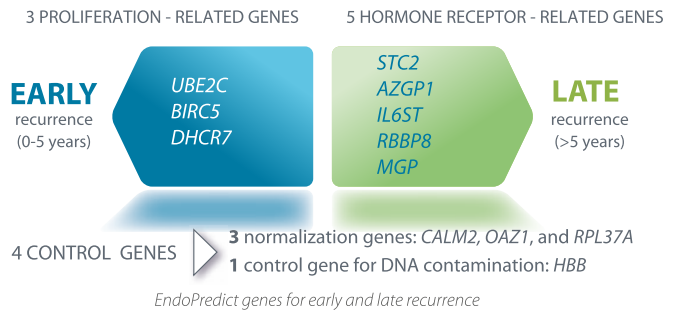 3 PROLIFERATION - RELATED GENES
5 HORMONE RECEPTOR - RELATED GENES
EARLY
recurrence
(0-5 years)
UBE2C
BIRC5
DHCR7
STC2
AZGP1
IL6ST
RBBP8
MGP
LATE
recurrence
(>5 years)
4 CONTROL GENES
3 normalization genes: CALM2, OAZ1, and RPL37A
1 control gene for DNA contamination: HBB
EndoPredict genes for early and late recurrence